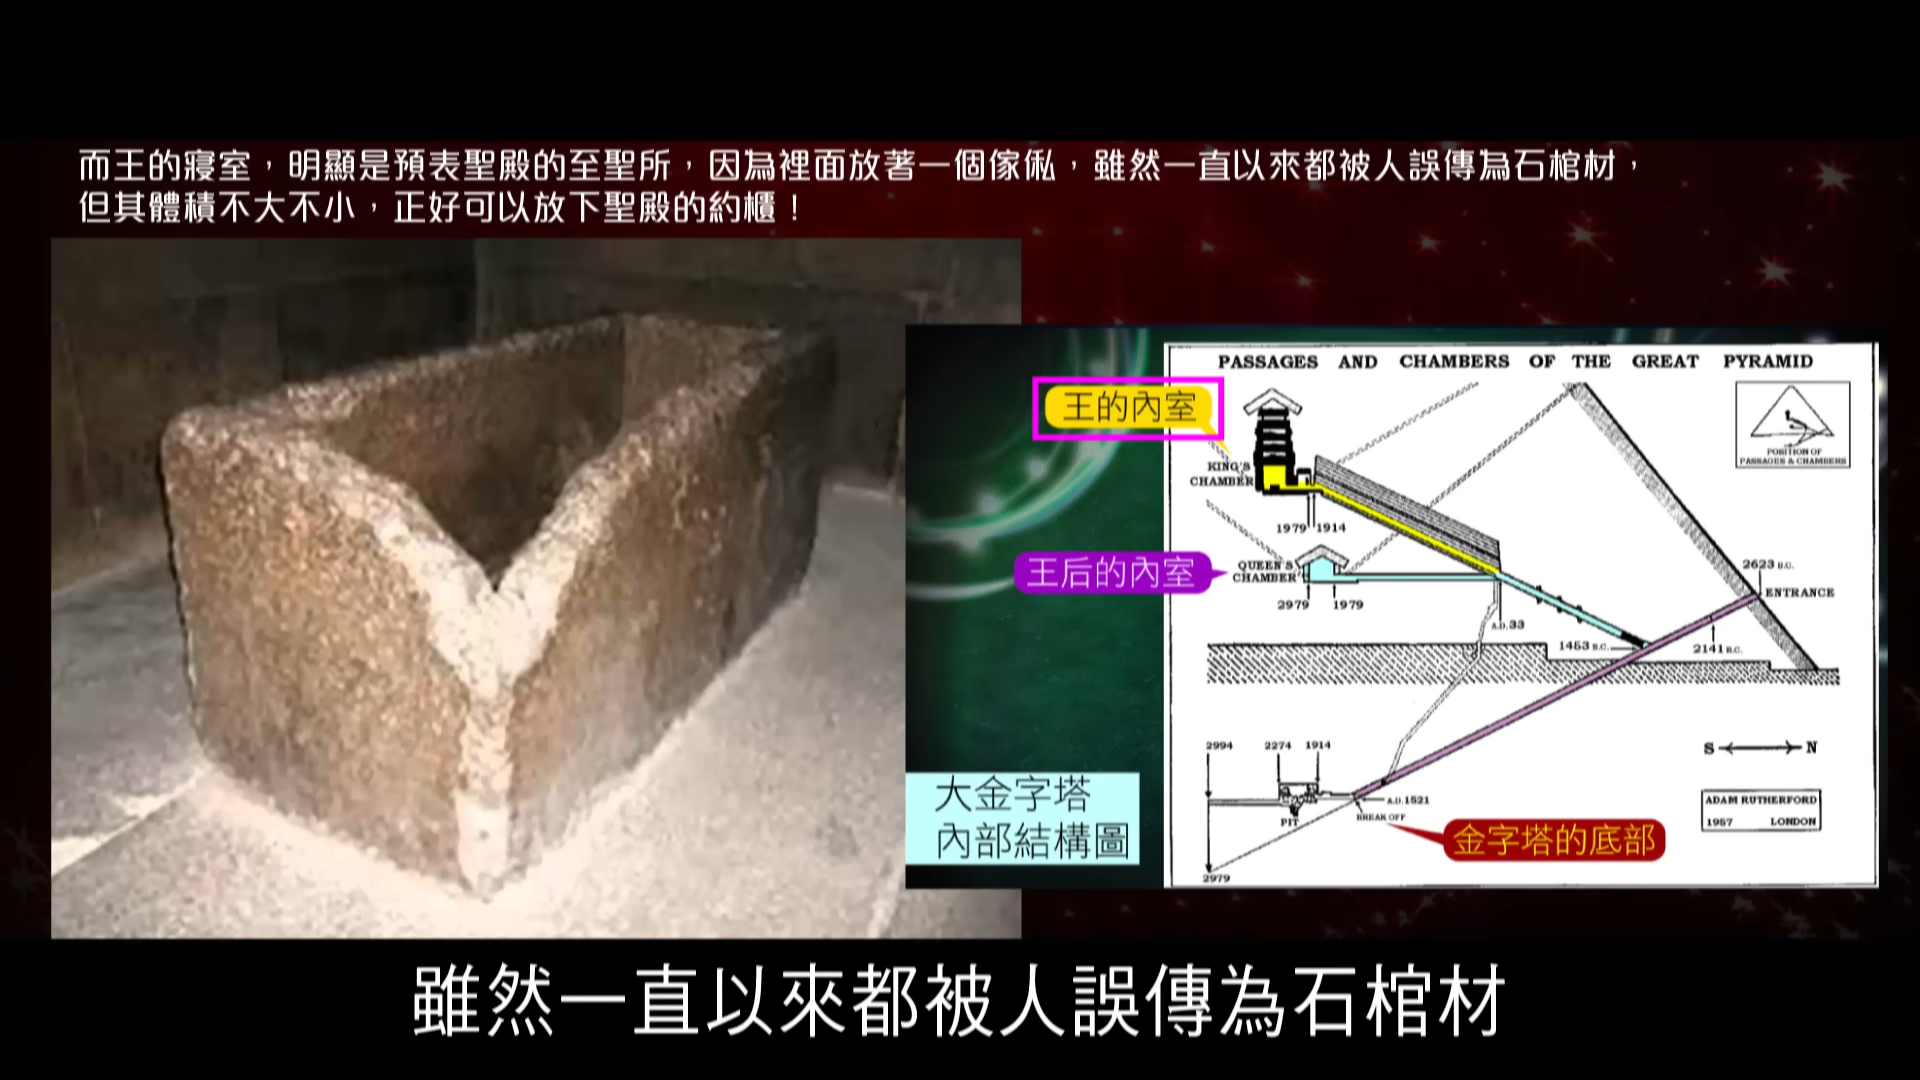 而王的寢室，明顯是預表聖殿的至聖所，因為裡面放著一個傢俬，雖然一直以來都被人誤傳為石棺材，
但其體積不大不小，正好可以放下聖殿的約櫃！
PASSAGES AND CHAMBERS OF THE GREAT PYRAMID
王的內室
POSITION OF
PASSAGES & CHAMBERS
KING'S
CHAMBER
1979 1914
王后的內室
QUEEN'S
CHAMBER
2979 1979
A.D. 33
2623 B.C.
ENTRANCE
1453 B.C.
2141 B.C.
S N
2994 2274 1914
大金字塔
內部結構圖
PIT
A.D. 1521
BREAK OFF
ADAM RUTHERFORD
1957 LONDON
金字塔的底部
2979
雖然一直以來都被人誤傳為石棺材